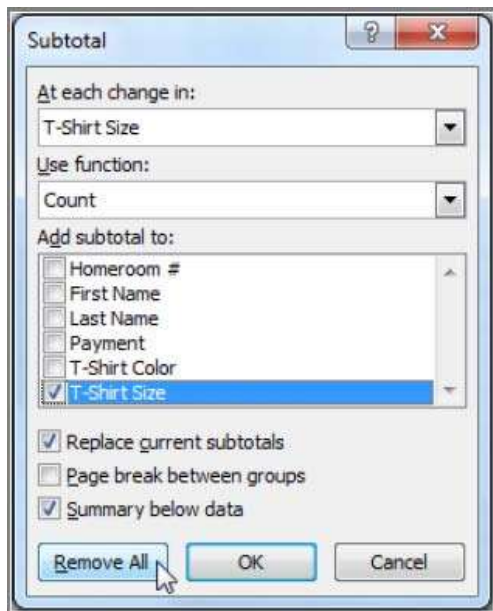 Subtotal
At each change in:
T-Shirt Size
Use function:
Count
Add subtotal to:
Homeroom #
First Name
Last Name
Payment
T-Shirt Color
T-Shirt Size
Replace current subtotals
Page break between groups
Summary below data
Remove All OK Cancel